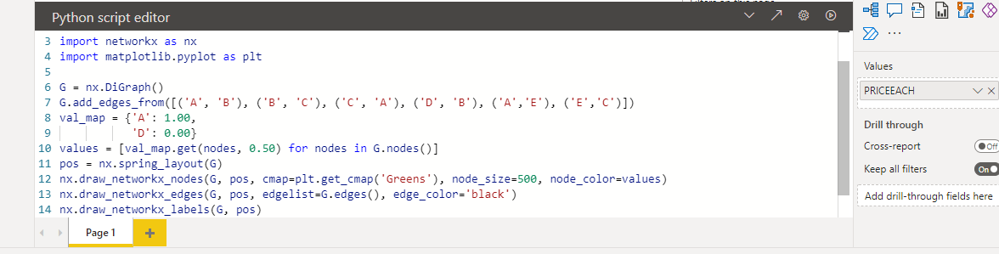 Python script editor
3 import networkx as nx
4 import matplotlib.pyplot as plt
5
6 G = nx.DiGraph()
7 G.add_edges_from([('A', 'B'), ('B', 'C'), ('C', 'A'), ('D', 'B'), ('A','E'), ('E','C')])
8 val_map = {'A': 1.00,
9 'D': 0.00}
10 values = [val_map.get(nodes, 0.50) for nodes in G.nodes()]
11 pos = nx.spring_layout(G)
12 nx.draw_networkx_nodes(G, pos, cmap=plt.get_cmap('Greens'), node_size=500, node_color=values)
13 nx.draw_networkx_edges(G, pos, edgelist=G.edges(), edge_color='black')
14 nx.draw_networkx_labels(G, pos)
Page 1
Values
PRICEEACH
Drill through
Cross-report
Off
Keep all filters
On
Add drill-through fields here